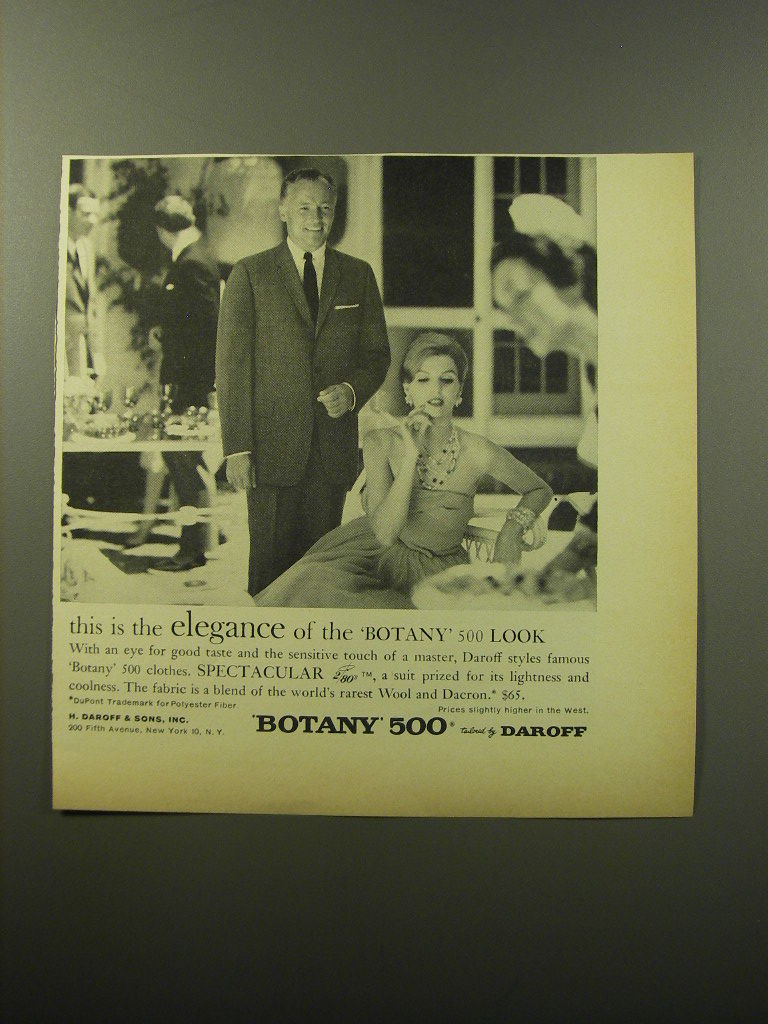 this is the elegance of the 'BOTANY' 500 LOOK
With an eye for good taste and the sensitive touch of a master, Daroff styles famous
'Botany' 500 clothes. SPECTACULAR 280's ™, a suit prized for its lightness and
coolness. The fabric is a blend of the world's rarest Wool and Dacron.* $65.
*DuPont Trademark for Polyester Fiber
Prices slightly higher in the West.
H. DAROFF & SONS, INC.
200 Fifth Avenue, New York 10, N. Y.
'BOTANY' 500® tailored by DAROFF